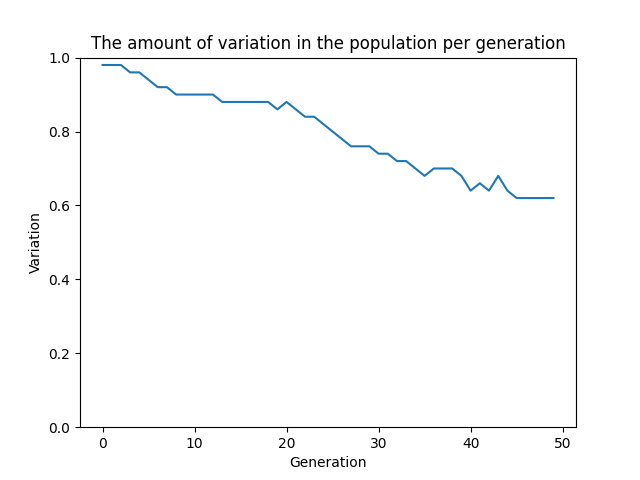 The amount of variation in the population per generation
1.0
0.8
0.6
0.4
0.2
0.0
Variation
0 10 20 30 40 50
Generation